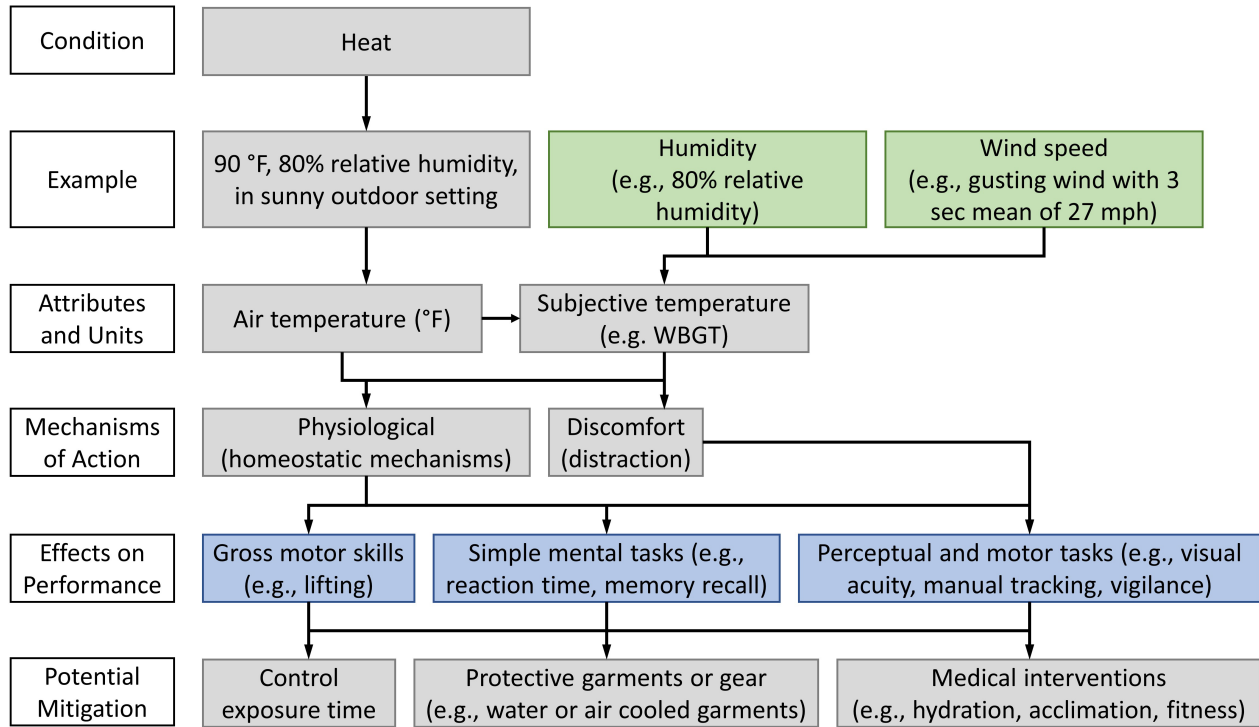 Condition
Heat
Example
90 °F, 80% relative humidity,
in sunny outdoor setting
Humidity
(e.g., 80% relative
humidity)
Wind speed
(e.g., gusting wind with 3
sec mean of 27 mph)
Attributes
and Units
Air temperature (°F)
Subjective temperature
(e.g. WBGT)
Mechanisms
of Action
Physiological
(homeostatic mechanisms)
Discomfort
(distraction)
Effects on
Performance
Gross motor skills
(e.g., lifting)
Simple mental tasks (e.g.,
reaction time, memory recall)
Perceptual and motor tasks (e.g., visual
acuity, manual tracking, vigilance)
Potential
Mitigation
Control
exposure time
Protective garments or gear
(e.g., water or air cooled garments)
Medical interventions
(e.g., hydration, acclimation, fitness)